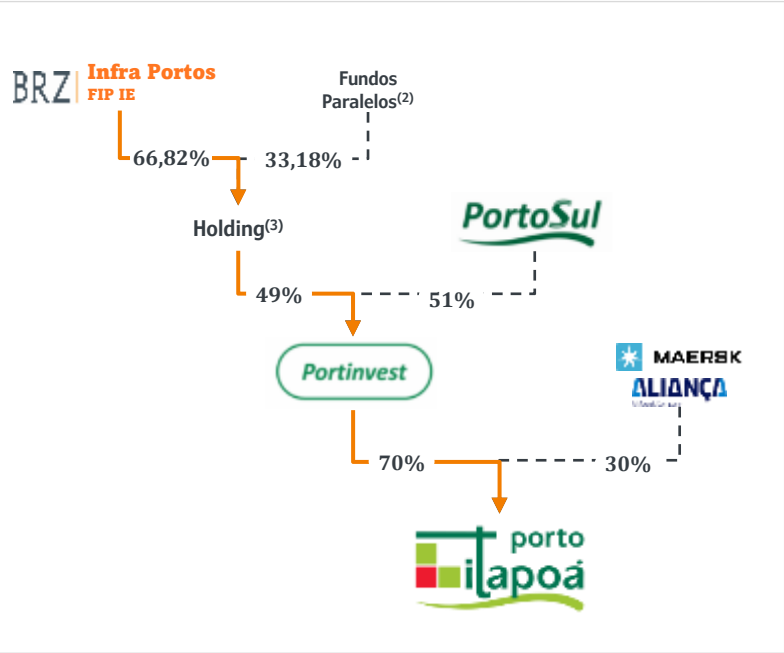 BRZ
Infra Portos
FIP IE
Fundos
Paralelos(2)
66,82%
33,18%
Holding(3)
PortoSul
49%
51%
Portinvest
MAERSK
ALIANÇA
70%
30%
porto
itapoá